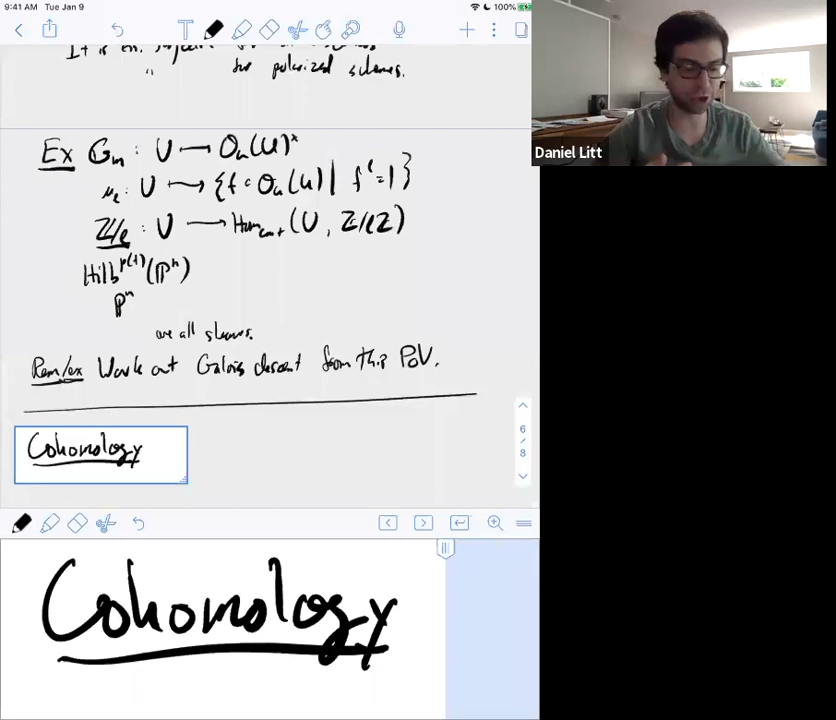 9:41 AM Tue Jan 9
100%
for polarized schemes.
Ex G_m : U → O_U(U)^x
μ_ℓ : U ↦ {f ∈ O_U(U) | f^ℓ = 1}
Z/ℓ : U → Hom_cont(U, Z/ℓZ)
Hilb^p(t)(P^n)
P^n
are all sheaves.
Rem/ex Work out Galois descent from this PoV.
Cohomology
6
/
8
Cohomology
Daniel Litt